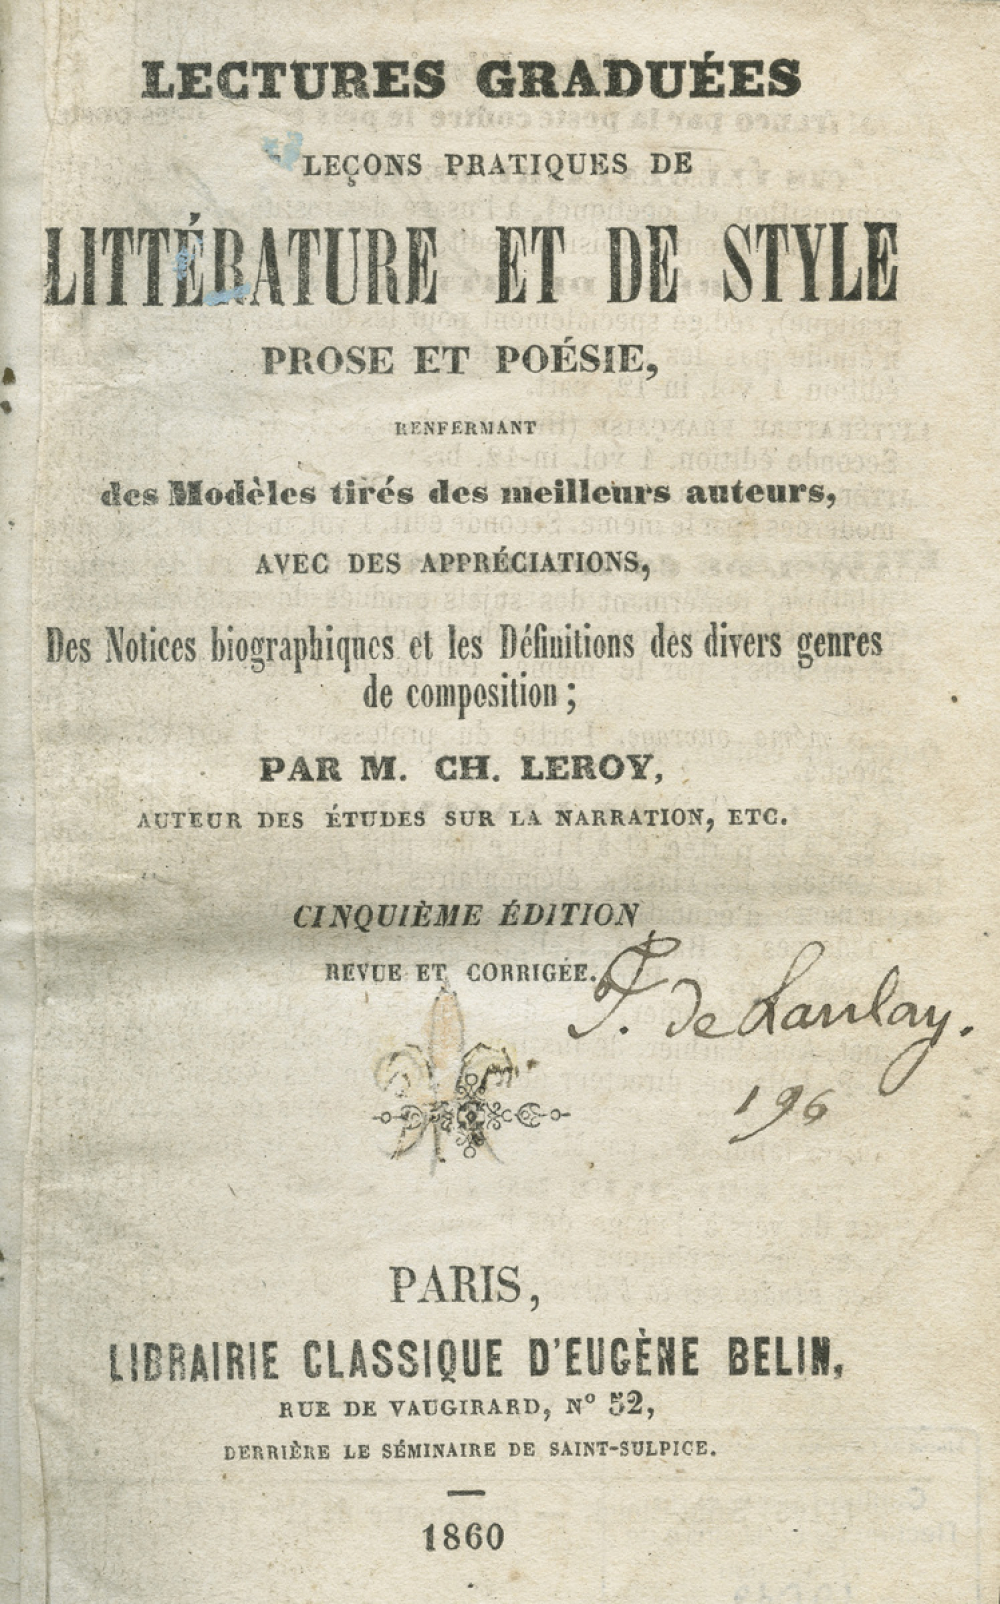 LECTURES GRADUÉES
LEÇONS PRATIQUES DE
LITTÉRATURE ET DE STYLE
PROSE ET POÉSIE,
RENFERMANT
des Modèles tirés des meilleurs auteurs,
AVEC DES APPRÉCIATIONS,
Des Notices biographiques et les Définitions des divers genres
de composition ;
PAR M. CH. LEROY,
AUTEUR DES ÉTUDES SUR LA NARRATION, ETC.
CINQUIÈME ÉDITION
REVUE ET CORRIGÉE.
de
196
PARIS,
LIBRAIRIE CLASSIQUE D'EUGÈNE BELIN,
RUE DE VAUGIRARD, Nº 52,
DERRIÈRE LE SÉMINAIRE DE SAINT-SULPICE.
1860